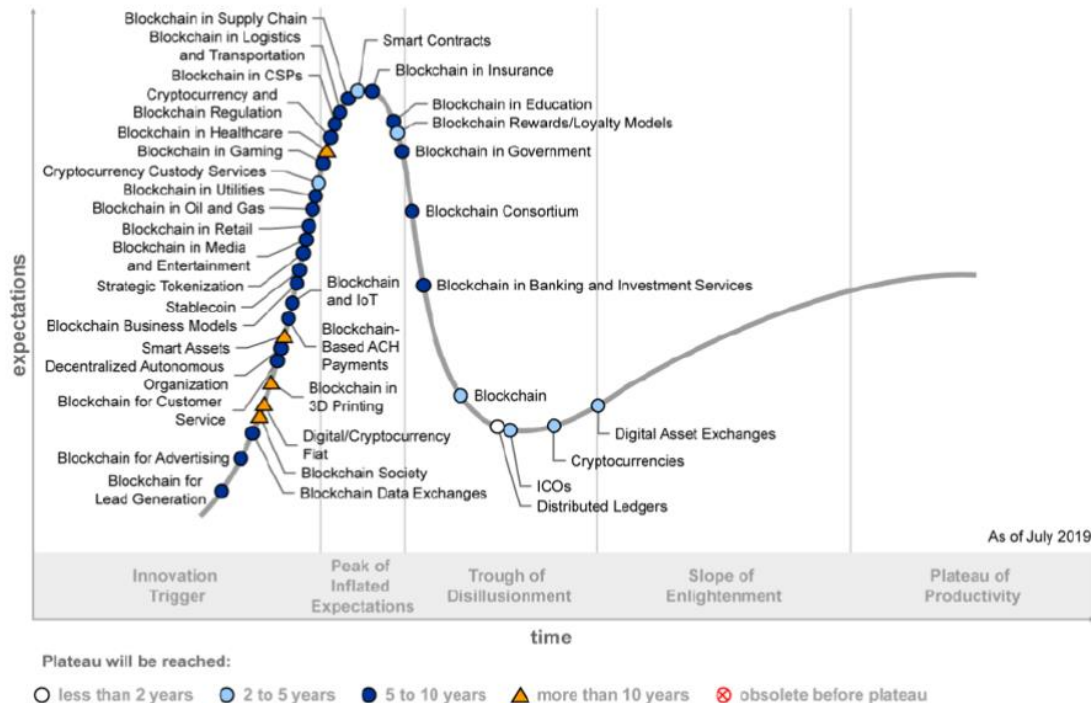 Blockchain in Supply Chain
Blockchain in Logistics
and Transportation
Blockchain in CSPs
Cryptocurrency and
Blockchain Regulation
Blockchain in Healthcare
Blockchain in Gaming
Cryptocurrency Custody Services
Blockchain in Utilities
Blockchain in Oil and Gas
Blockchain in Retail
Blockchain in Media
and Entertainment
Strategic Tokenization
Stablecoin
Blockchain Business Models
Smart Assets
Decentralized Autonomous
Organization
Blockchain for Customer
Service
Blockchain for Advertising
Blockchain for
Lead Generation
Smart Contracts
Blockchain in Insurance
Blockchain in Education
Blockchain Rewards/Loyalty Models
Blockchain in Government
Blockchain Consortium
Blockchain in Banking and Investment Services
Blockchain
and IoT
Blockchain-
Based ACH
Payments
Blockchain in
3D Printing
Digital/Cryptocurrency
Fiat
Blockchain Society
Blockchain Data Exchanges
Blockchain
Digital Asset Exchanges
Cryptocurrencies
ICOs
Distributed Ledgers
expectations
As of July 2019
Innovation
Trigger
Peak of
Inflated
Expectations
Trough of
Disillusionment
Slope of
Enlightenment
Plateau of
Productivity
time
Plateau will be reached:
less than 2 years
2 to 5 years
5 to 10 years
more than 10 years
obsolete before plateau